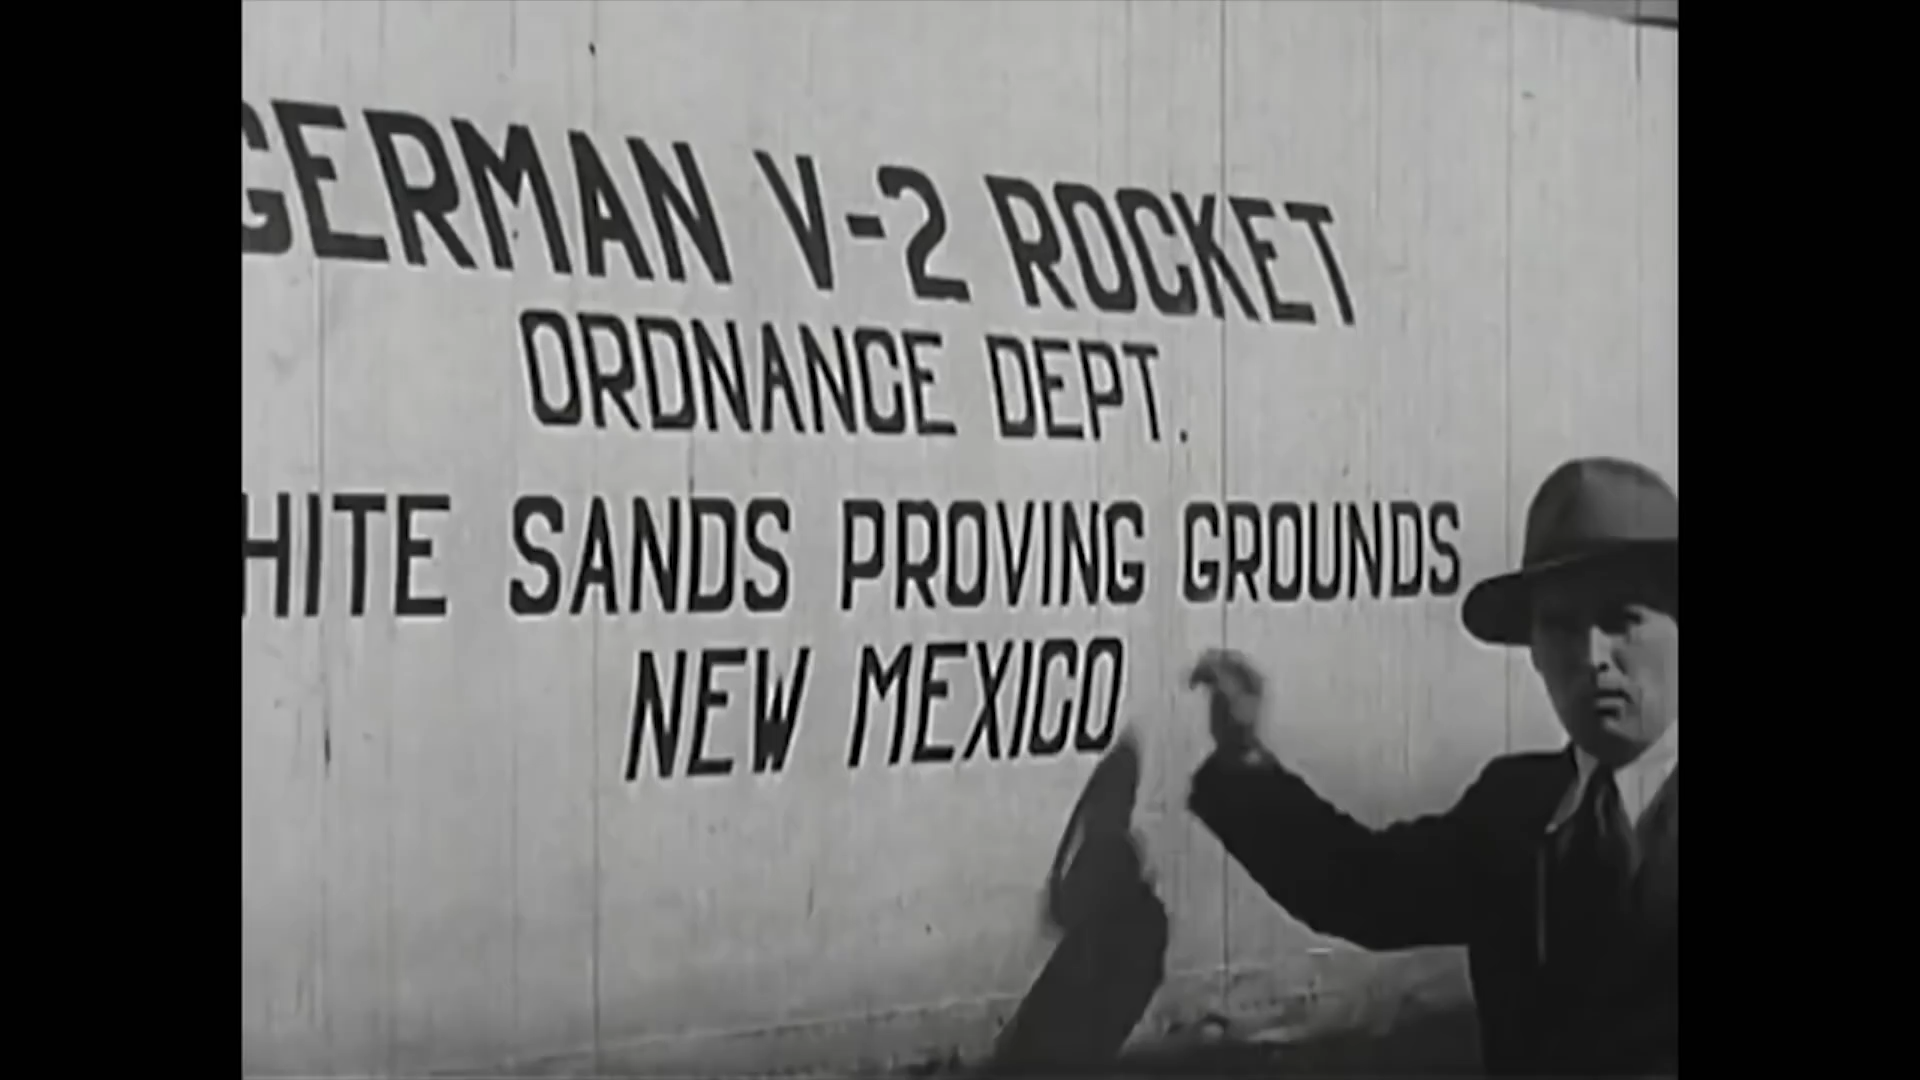 GERMAN V-2 ROCKET
ORDNANCE DEPT.
HITE SANDS PROVING GROUNDS
NEW MEXICO